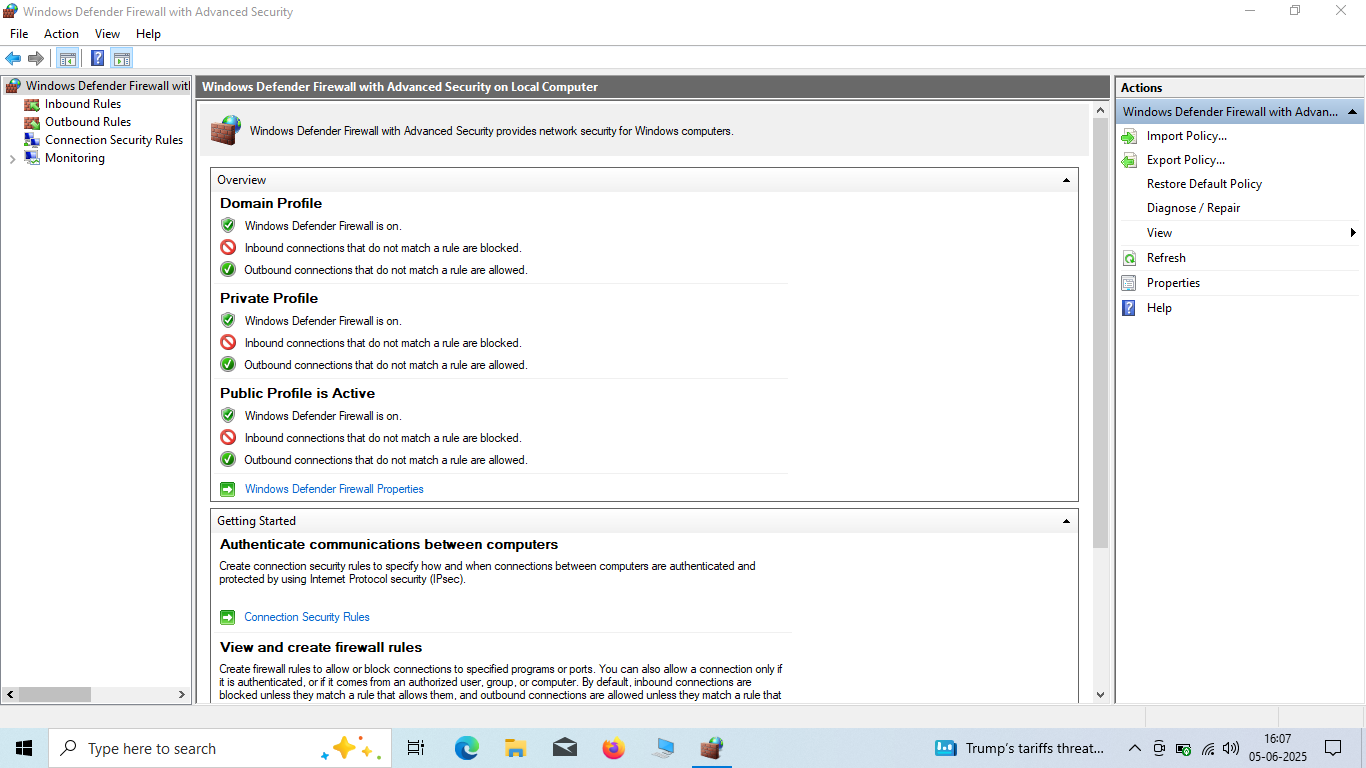 Windows Defender Firewall with Advanced Security
File Action View Help
Windows Defender Firewall wit
Inbound Rules
Outbound Rules
Connection Security Rules
Monitoring
Windows Defender Firewall with Advanced Security on Local Computer
Windows Defender Firewall with Advanced Security provides network security for Windows computers.
Overview
Domain Profile
Windows Defender Firewall is on.
Inbound connections that do not match a rule are blocked.
Outbound connections that do not match a rule are allowed.
Private Profile
Windows Defender Firewall is on.
Inbound connections that do not match a rule are blocked.
Outbound connections that do not match a rule are allowed.
Public Profile is Active
Windows Defender Firewall is on.
Inbound connections that do not match a rule are blocked.
Outbound connections that do not match a rule are allowed.
Windows Defender Firewall Properties
Getting Started
Authenticate communications between computers
Create connection security rules to specify how and when connections between computers are authenticated and
protected by using Internet Protocol security (IPsec).
Connection Security Rules
View and create firewall rules
Create firewall rules to allow or block connections to specified programs or ports. You can also allow a connection only if
it is authenticated, or if it comes from an authorized user, group, or computer. By default, inbound connections are
blocked unless they match a rule that allows them, and outbound connections are allowed unless they match a rule that
Actions
Windows Defender Firewall with Advan...
Import Policy...
Export Policy...
Restore Default Policy
Diagnose / Repair
View
Refresh
Properties
Help
Type here to search
Trump's tariffs threat...
16:07
05-06-2025